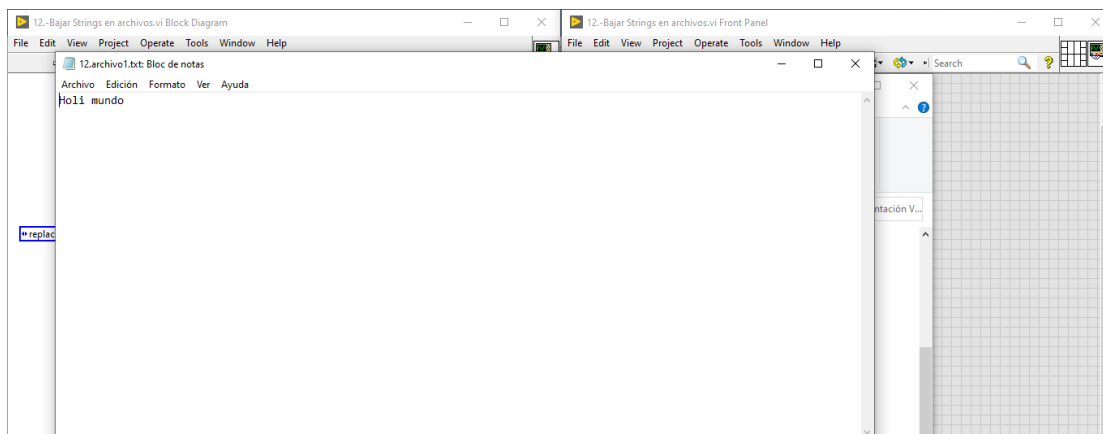 12.-Bajar Strings en archivos.vi Block Diagram
File Edit View Project Operate Tools Window Help
12.-Bajar Strings en archivos.vi Front Panel
File Edit View Project Operate Tools Window Help
Search
12.archivo1.txt: Bloc de notas
Archivo Edición Formato Ver Ayuda
Holi mundo
ntación V...
replac